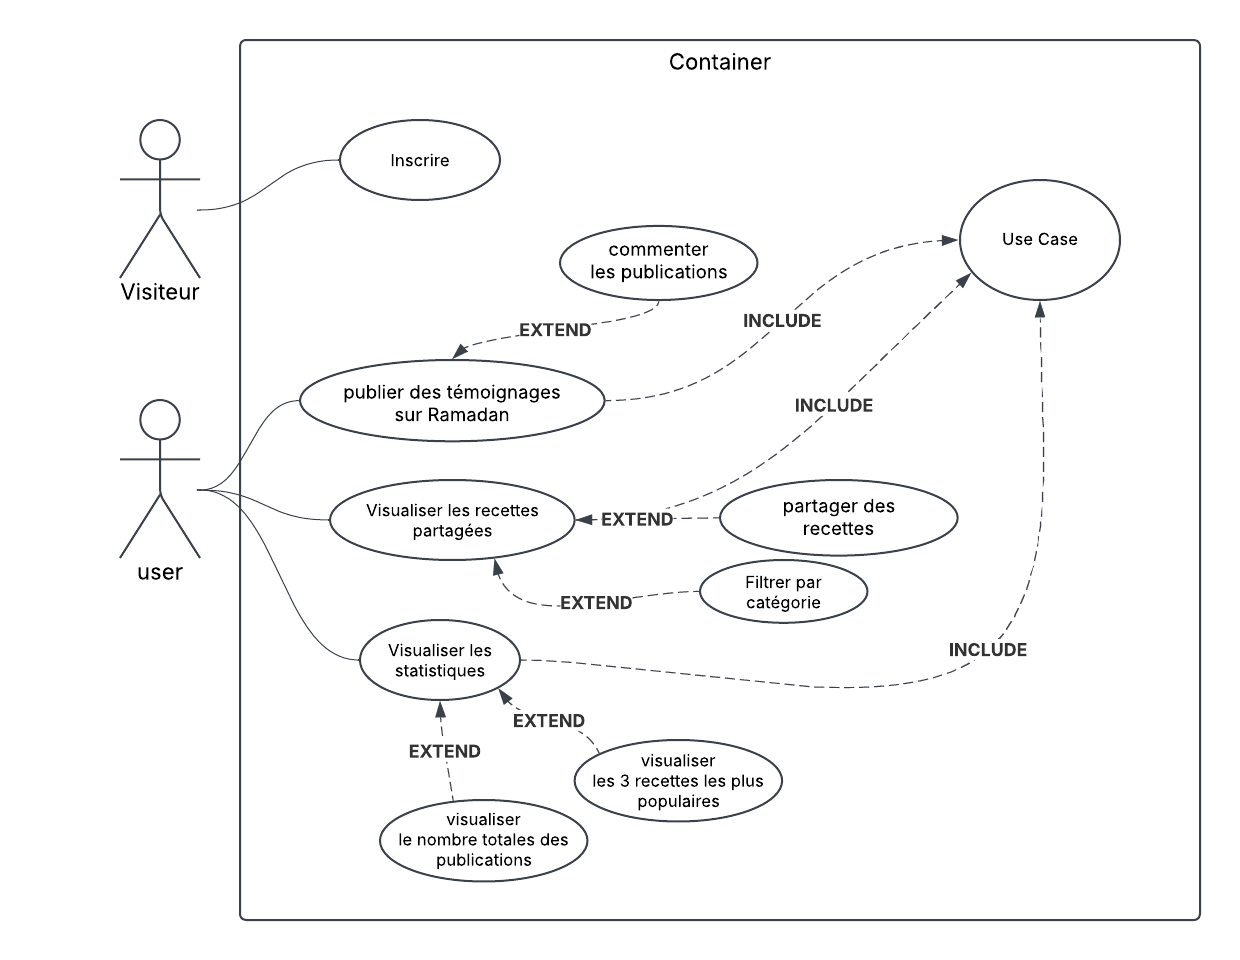 Container
Inscrire
Visiteur
Use Case
commenter
les publications
EXTEND
INCLUDE
publier des témoignages
sur Ramadan
INCLUDE
user
Visualiser les recettes
partagées
EXTEND
partager des
recettes
Filtrer par
catégorie
EXTEND
Visualiser les
statistiques
INCLUDE
EXTEND
EXTEND
visualiser
les 3 recettes les plus
populaires
visualiser
le nombre totales des
publications